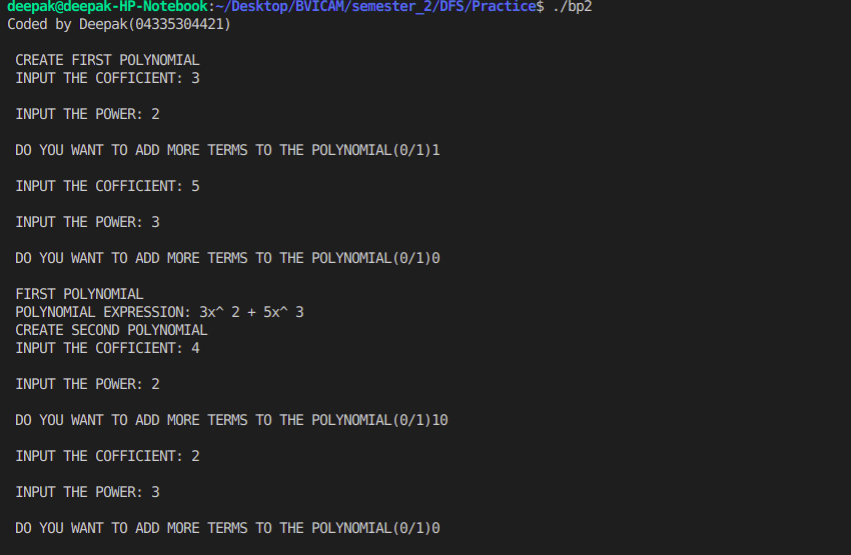 deepak@deepak-HP-Notebook:~/Desktop/BVICAM/semester_2/DFS/Practice$ ./bp2
Coded by Deepak(04335304421)
CREATE FIRST POLYNOMIAL
INPUT THE COFFICIENT: 3
INPUT THE POWER: 2
DO YOU WANT TO ADD MORE TERMS TO THE POLYNOMIAL(0/1)1
INPUT THE COFFICIENT: 5
INPUT THE POWER: 3
DO YOU WANT TO ADD MORE TERMS TO THE POLYNOMIAL(0/1)0
FIRST POLYNOMIAL
POLYNOMIAL EXPRESSION: 3x^ 2 + 5x^ 3
CREATE SECOND POLYNOMIAL
INPUT THE COFFICIENT: 4
INPUT THE POWER: 2
DO YOU WANT TO ADD MORE TERMS TO THE POLYNOMIAL(0/1)10
INPUT THE COFFICIENT: 2
INPUT THE POWER: 3
DO YOU WANT TO ADD MORE TERMS TO THE POLYNOMIAL(0/1)0